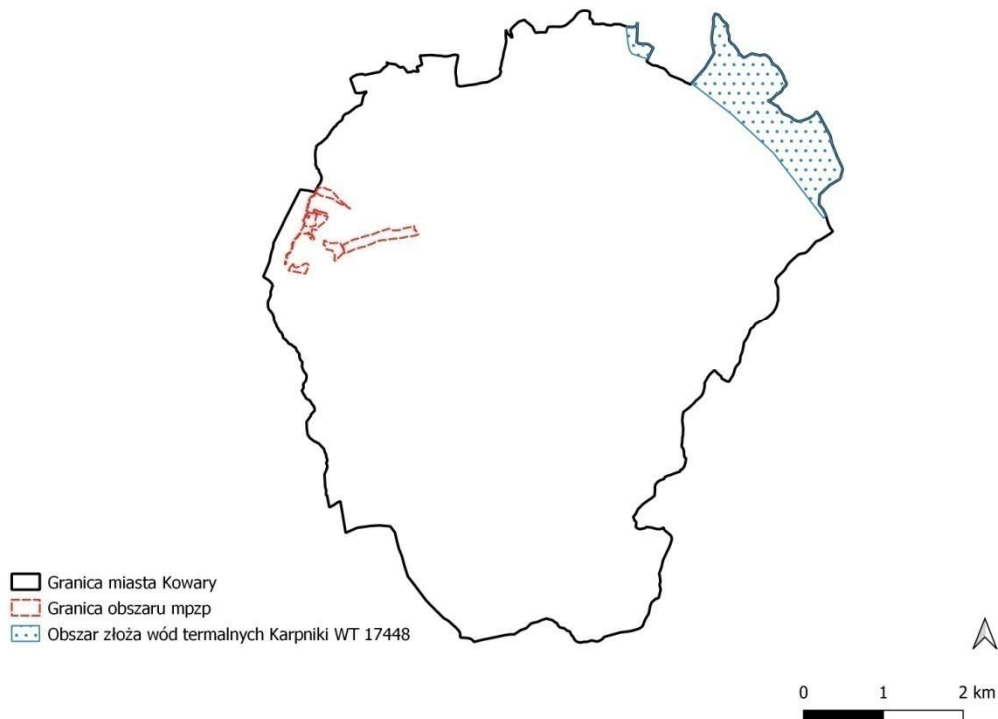 Granica miasta Kowary
Granica obszaru mpzp
Obszar złoża wód termalnych Karpniki WT 17448
0 1 2 km